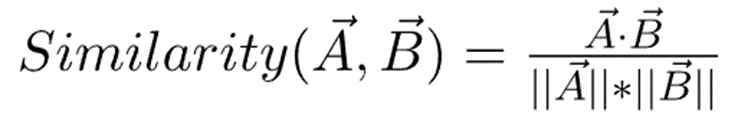 Similarity(A⃗, B⃗) = A⃗·B⃗ / ||A⃗||*||B⃗||